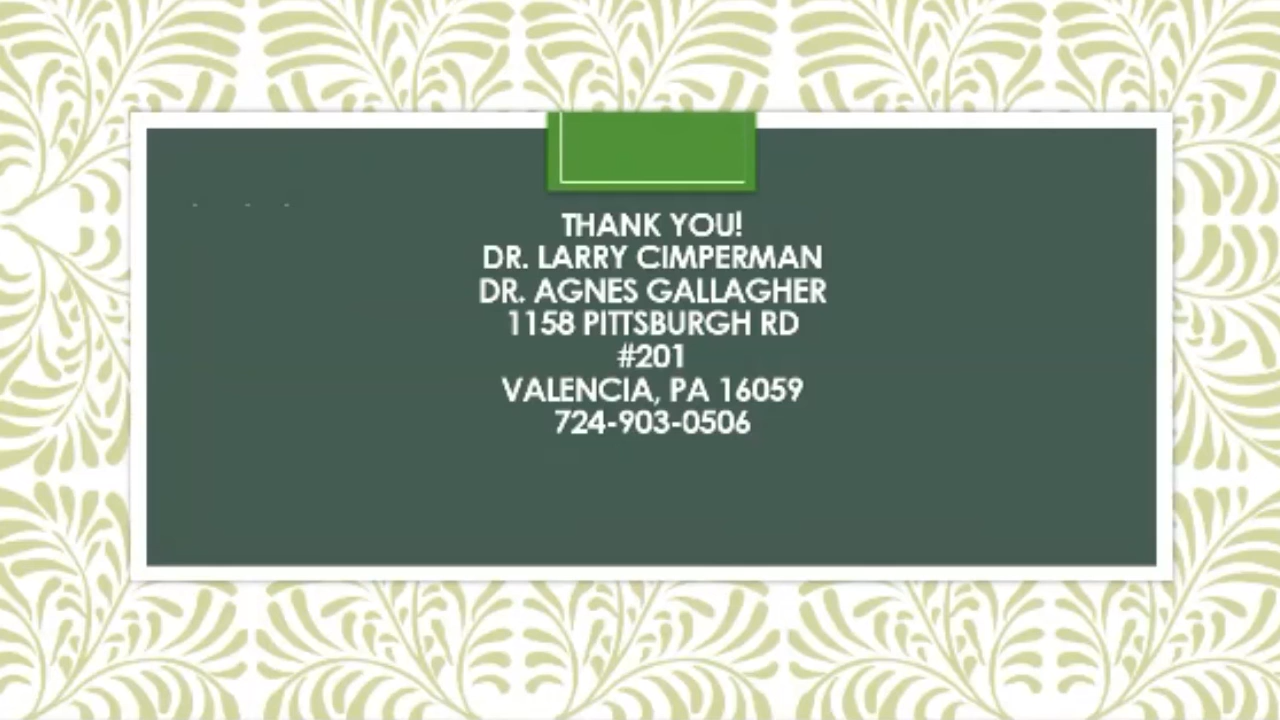 THANK YOU!
DR. LARRY CIMPERMAN
DR. AGNES GALLAGHER
1158 PITTSBURGH RD
#201
VALENCIA, PA 16059
724-903-0506